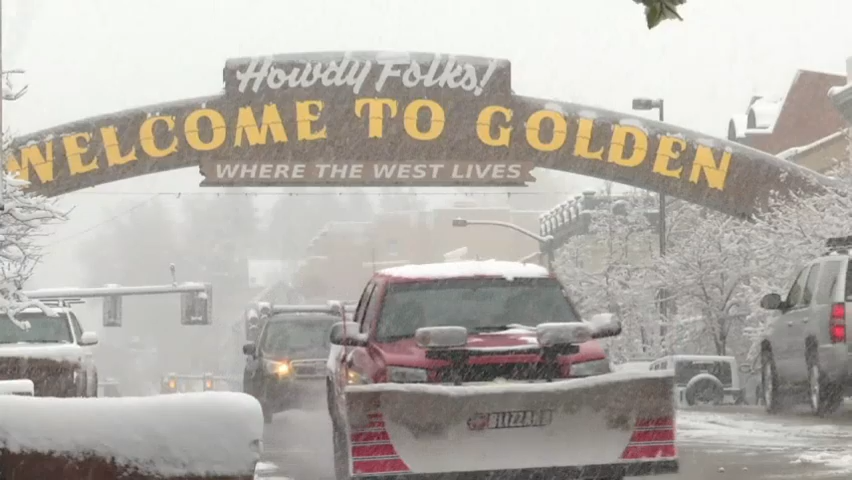 Howdy Folks!
WELCOME TO GOLDEN
WHERE THE WEST LIVES
BLIZZARD